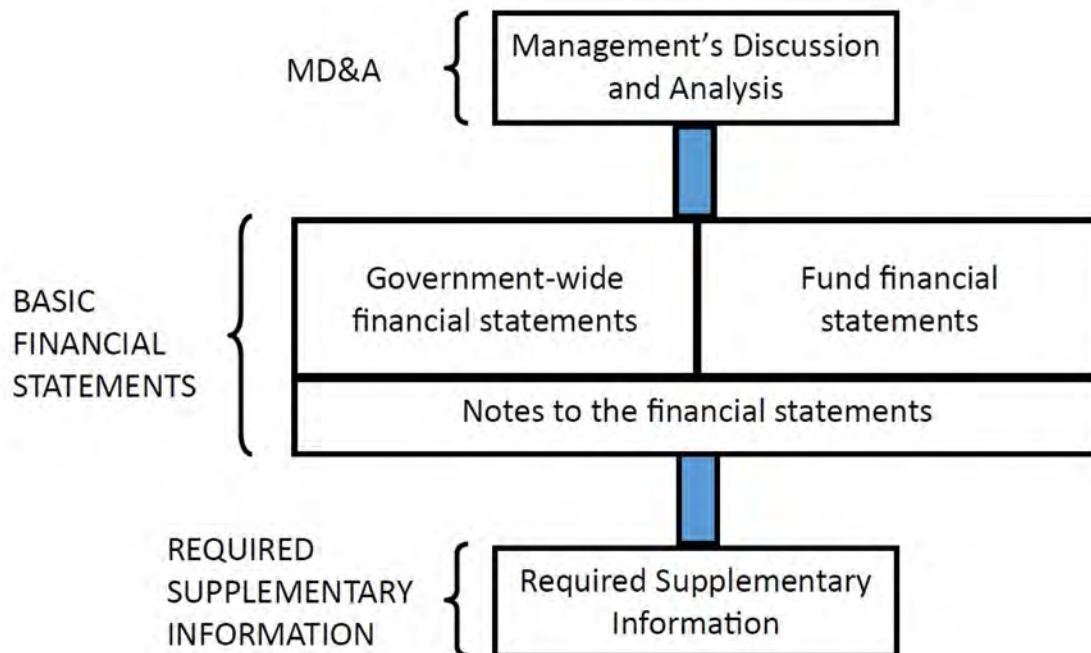 MD&A
Management’s Discussion
and Analysis
BASIC
FINANCIAL
STATEMENTS
Government-wide
financial statements
Fund financial
statements
Notes to the financial statements
REQUIRED
SUPPLEMENTARY
INFORMATION
Required Supplementary
Information